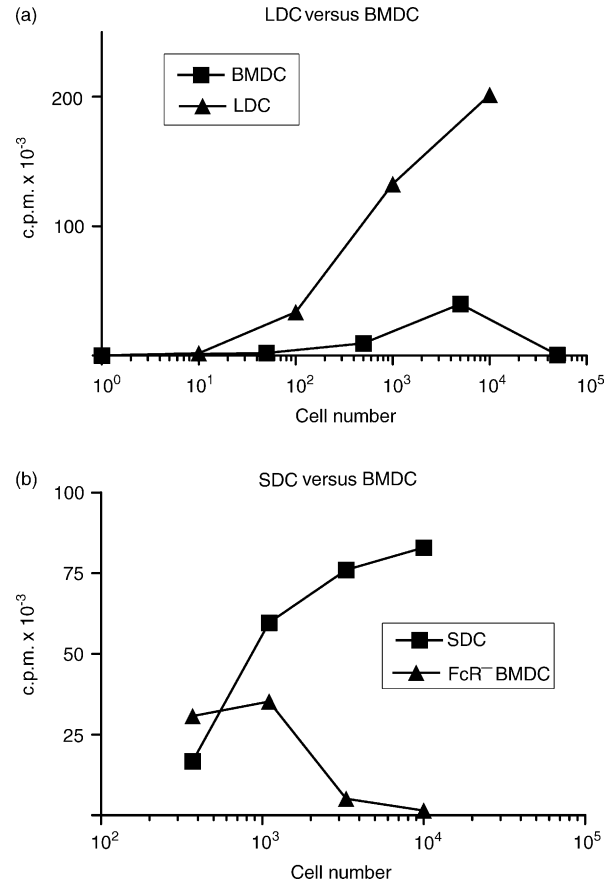 (a)
LDC versus BMDC
BMDC
LDC
200
100
c.p.m. x 10⁻³
10⁰ 10¹ 10² 10³ 10⁴ 10⁵
Cell number
(b)
SDC versus BMDC
100
75
50
25
c.p.m. x 10⁻³
SDC
FcR⁻ BMDC
10² 10³ 10⁴ 10⁵
Cell number